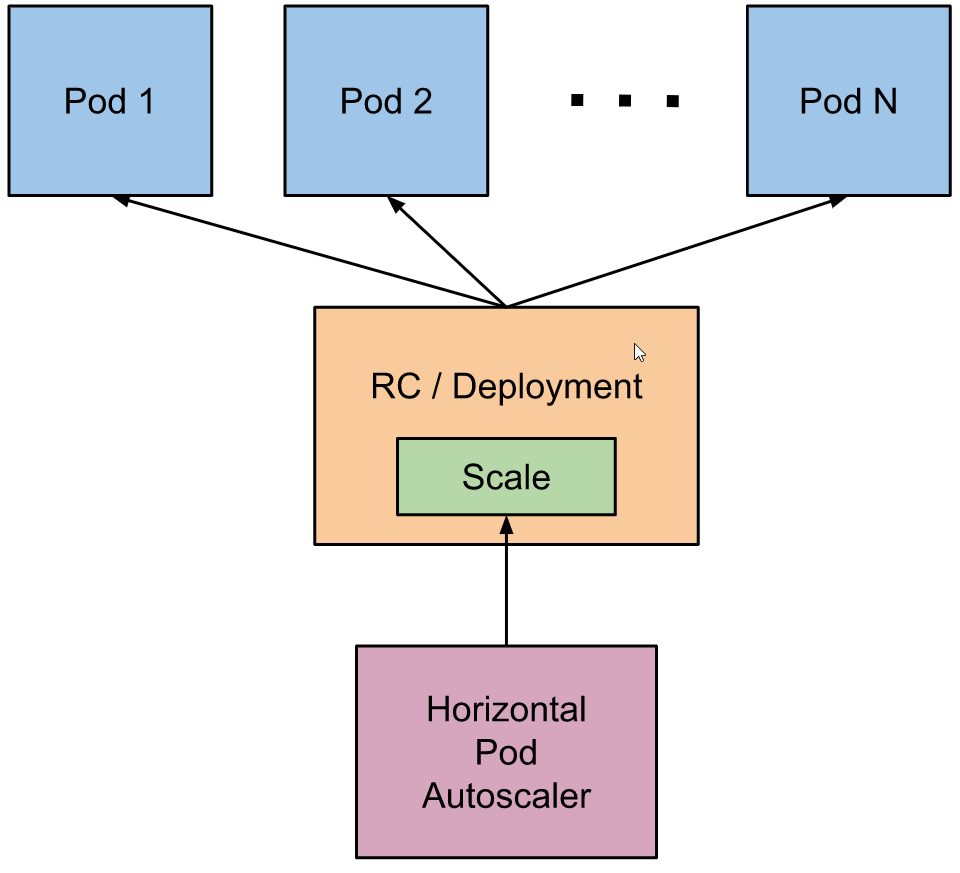 Pod 1
Pod 2
Pod N
RC / Deployment
Scale
Horizontal
Pod
Autoscaler